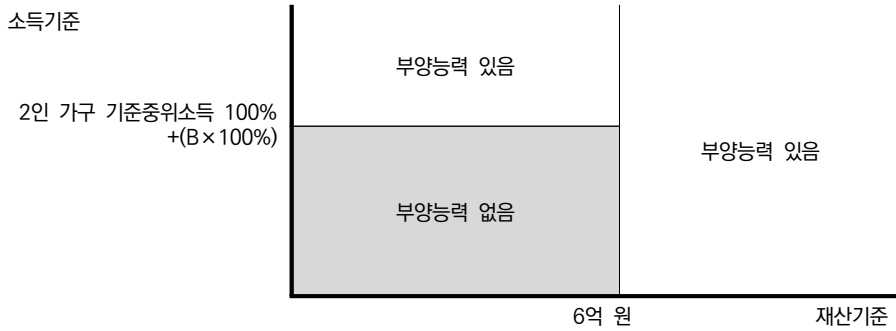 소득기준
부양능력 있음
2인 가구 기준중위소득 100%
+(B×100%)
부양능력 있음
부양능력 없음
6억 원
재산기준